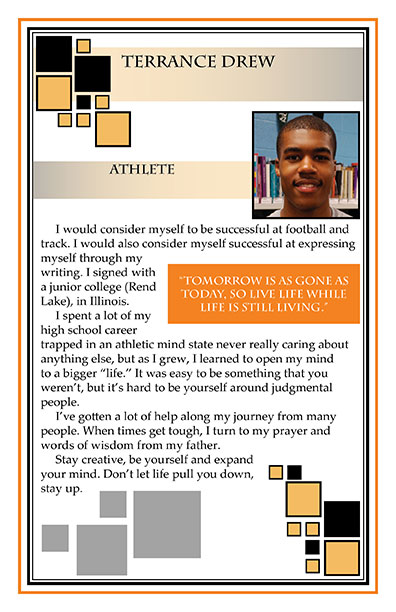 TERRANCE DREW
ATHLETE
I would consider myself to be successful at football and
track. I would also consider myself successful at expressing
myself through my
writing. I signed with
a junior college (Rend
Lake), in Illinois.
"TOMORROW IS AS GONE AS
TODAY, SO LIVE LIFE WHILE
LIFE IS STILL LIVING."
I spent a lot of my
high school career
trapped in an athletic mind state never really caring about
anything else, but as I grew, I learned to open my mind
to a bigger “life.” It was easy to be something that you
weren’t, but it’s hard to be yourself around judgmental
people.
I’ve gotten a lot of help along my journey from many
people. When times get tough, I turn to my prayer and
words of wisdom from my father.
Stay creative, be yourself and expand
your mind. Don’t let life pull you down,
stay up.